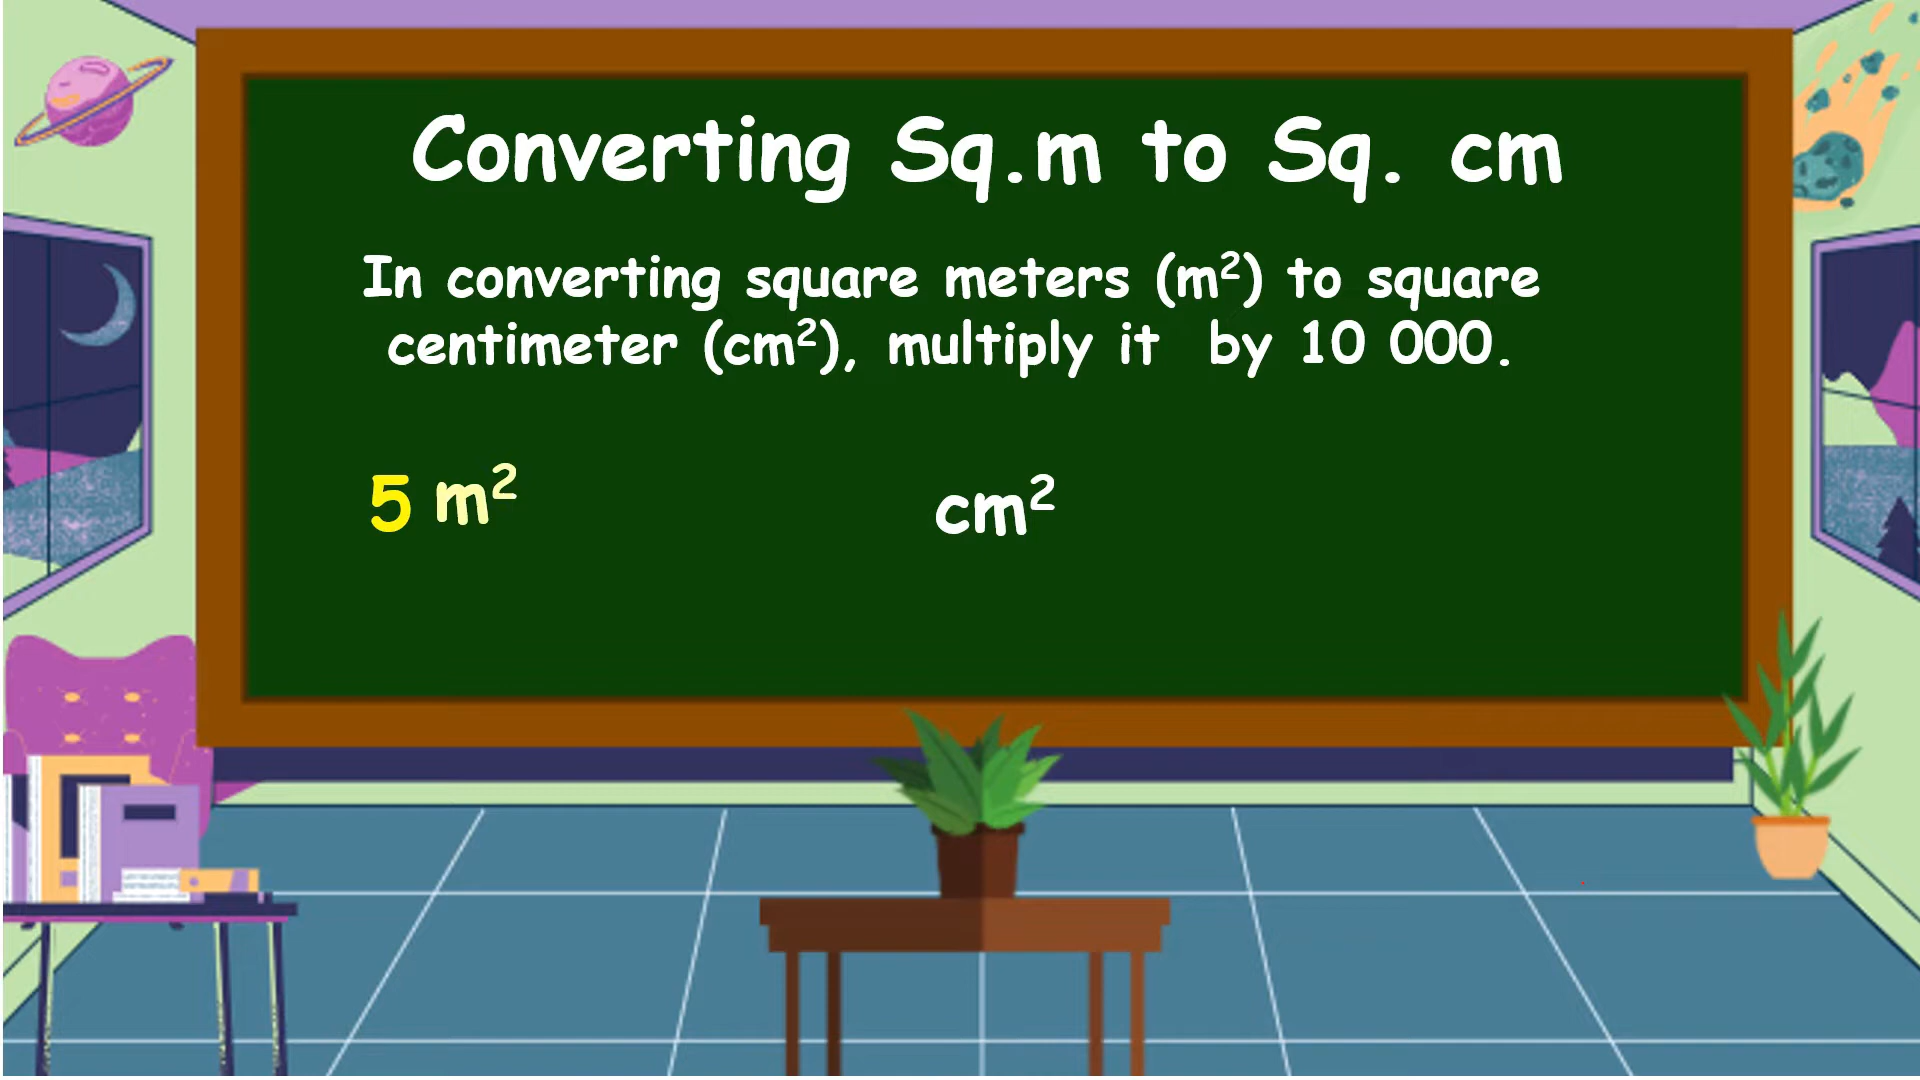 Converting Sq.m to Sq. cm
In converting square meters (m²) to square
centimeter (cm²), multiply it by 10 000.
5 m² cm²